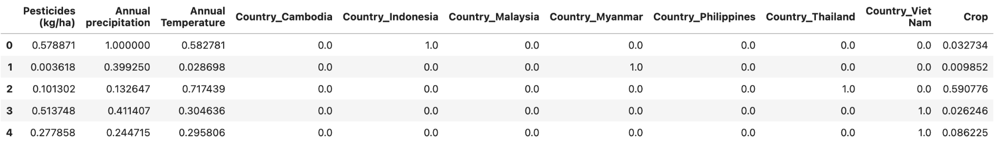 Pesticides (kg/ha) Annual precipitation Annual Temperature Country_Cambodia Country_Indonesia Country_Malaysia Country_Myanmar Country_Philippines Country_Thailand Country_Viet Nam Crop
0 0.578871 1.000000 0.582781 0.0 1.0 0.0 0.0 0.0 0.0 0.0 0.032734
1 0.003618 0.399250 0.028698 0.0 0.0 0.0 1.0 0.0 0.0 0.0 0.009852
2 0.101302 0.132647 0.717439 0.0 0.0 0.0 0.0 0.0 1.0 0.0 0.590776
3 0.513748 0.411407 0.304636 0.0 0.0 0.0 0.0 0.0 0.0 1.0 0.026246
4 0.277858 0.244715 0.295806 0.0 0.0 0.0 0.0 0.0 0.0 1.0 0.086225